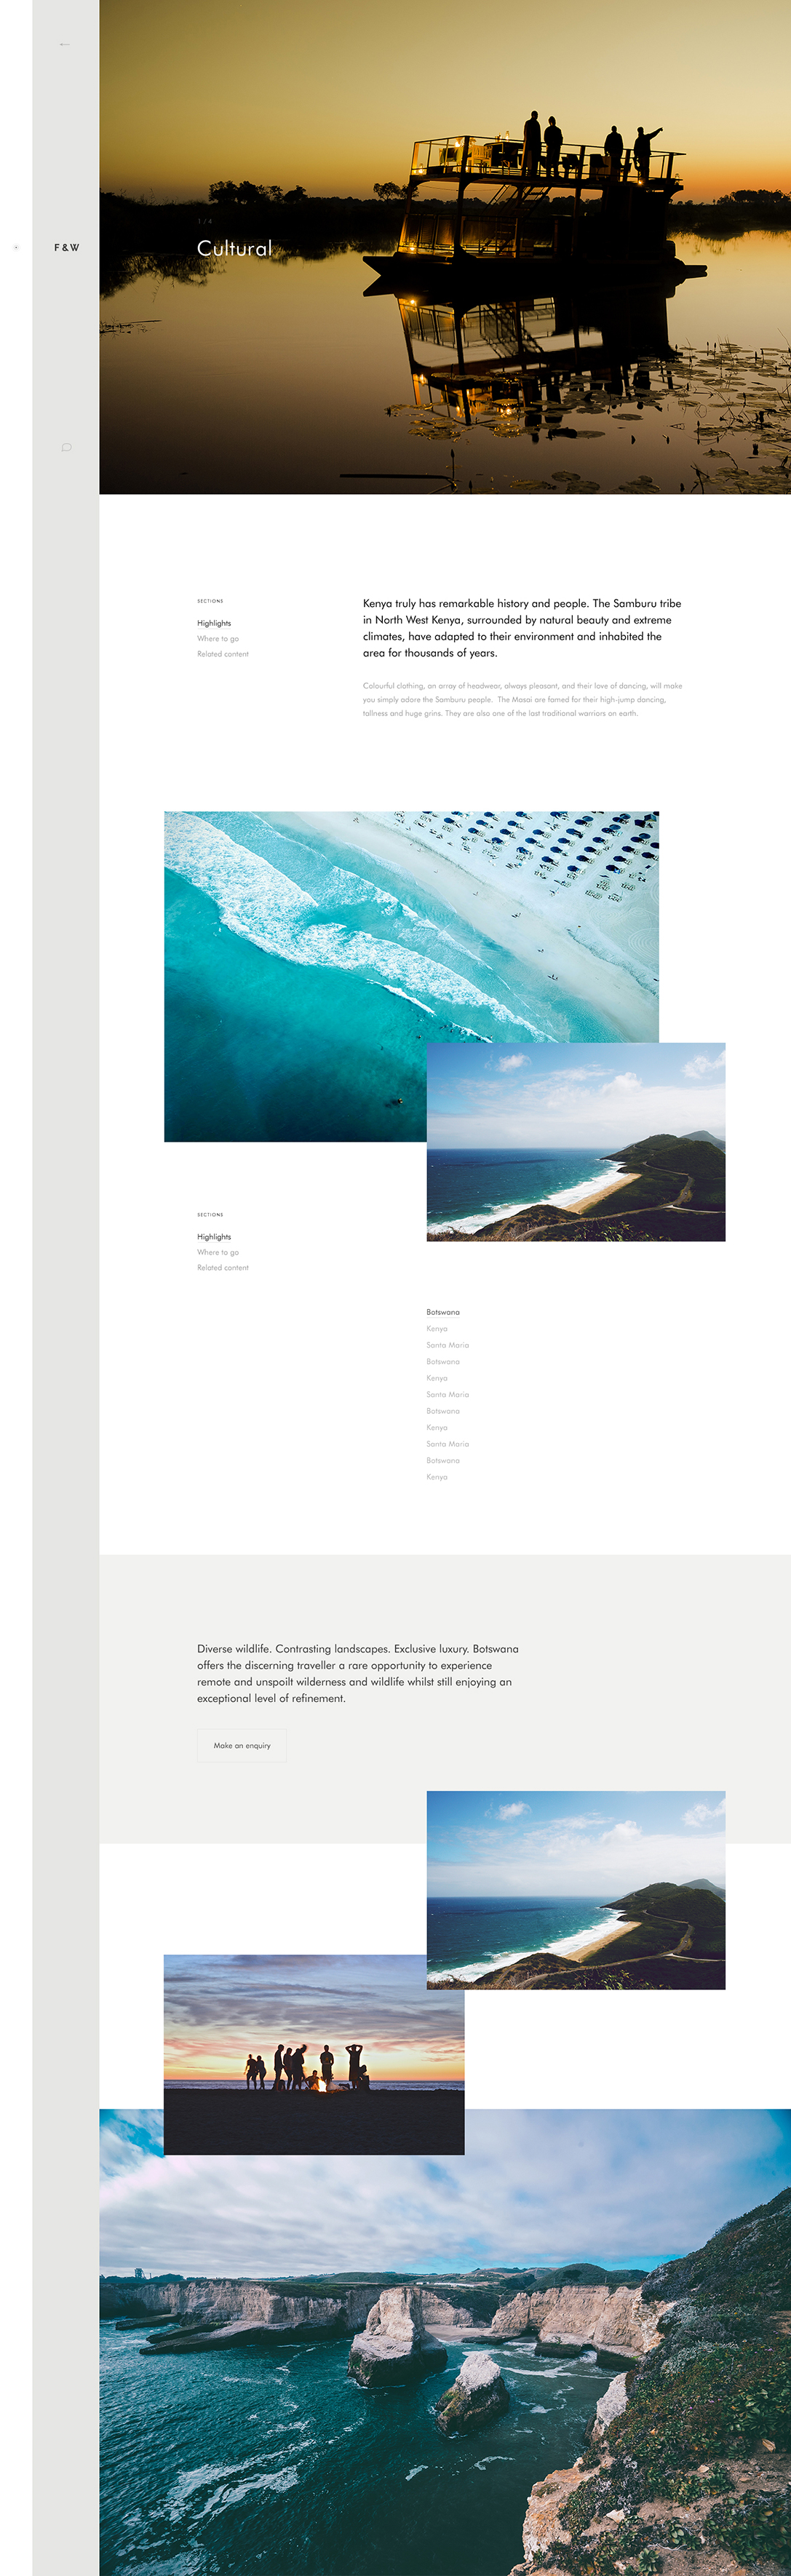 F & W
1 / 4
Cultural
SECTIONS
Highlights
Where to go
Related content
Kenya truly has remarkable history and people. The Samburu tribe
in North West Kenya, surrounded by natural beauty and extreme
climates, have adapted to their environment and inhabited the
area for thousands of years.
Colourful clothing, an array of headwear, always pleasant, and their love of dancing, will make
you simply adore the Samburu people. The Masai are famed for their high-jump dancing,
tallness and huge grins. They are also one of the last traditional warriors on earth.
SECTIONS
Highlights
Where to go
Related content
Botswana
Kenya
Santa Maria
Botswana
Kenya
Santa Maria
Botswana
Kenya
Santa Maria
Botswana
Kenya
Diverse wildlife. Contrasting landscapes. Exclusive luxury. Botswana
offers the discerning traveller a rare opportunity to experience
remote and unspoilt wilderness and wildlife whilst still enjoying an
exceptional level of refinement.
Make an enquiry